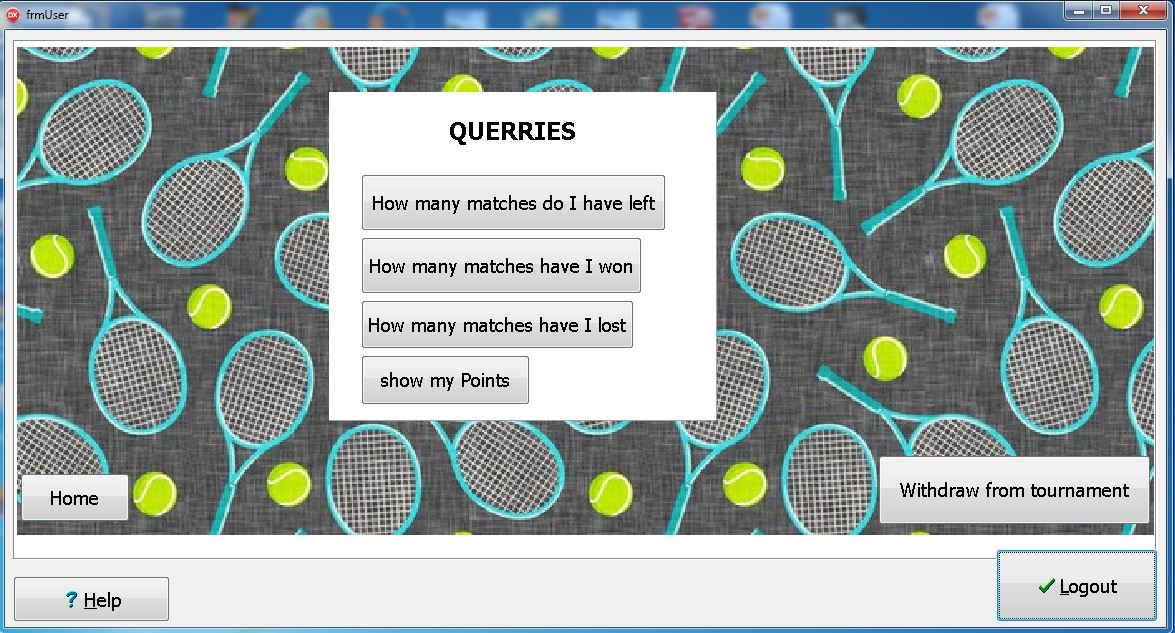 DX frmUser
QUERRIES
How many matches do I have left
How many matches have I won
How many matches have I lost
show my Points
Home
Withdraw from tournament
? Help
Logout